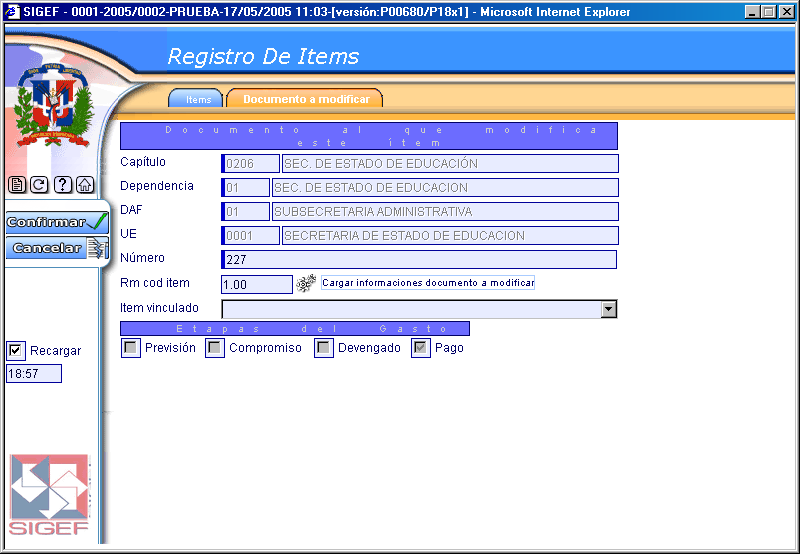 SIGEF - 0001-2005/0002-PRUEBA-17/05/2005 11:03-[versión:P00680/P18x1] - Microsoft Internet Explorer
Registro De Items
Items Documento a modificar
Documento al que modifica
este ítem
Capítulo 0206 SEC. DE ESTADO DE EDUCACIÓN
Dependencia 01 SEC. DE ESTADO DE EDUCACION
DAF 01 SUBSECRETARIA ADMINISTRATIVA
UE 0001 SECRETARIA DE ESTADO DE EDUCACION
Número 227
Rm cod item 1.00 Cargar informaciones documento a modificar
Item vinculado
Etapas del Gasto
Previsión Compromiso Devengado Pago
Confirmar
Cancelar
Recargar
18:57
SIGEF